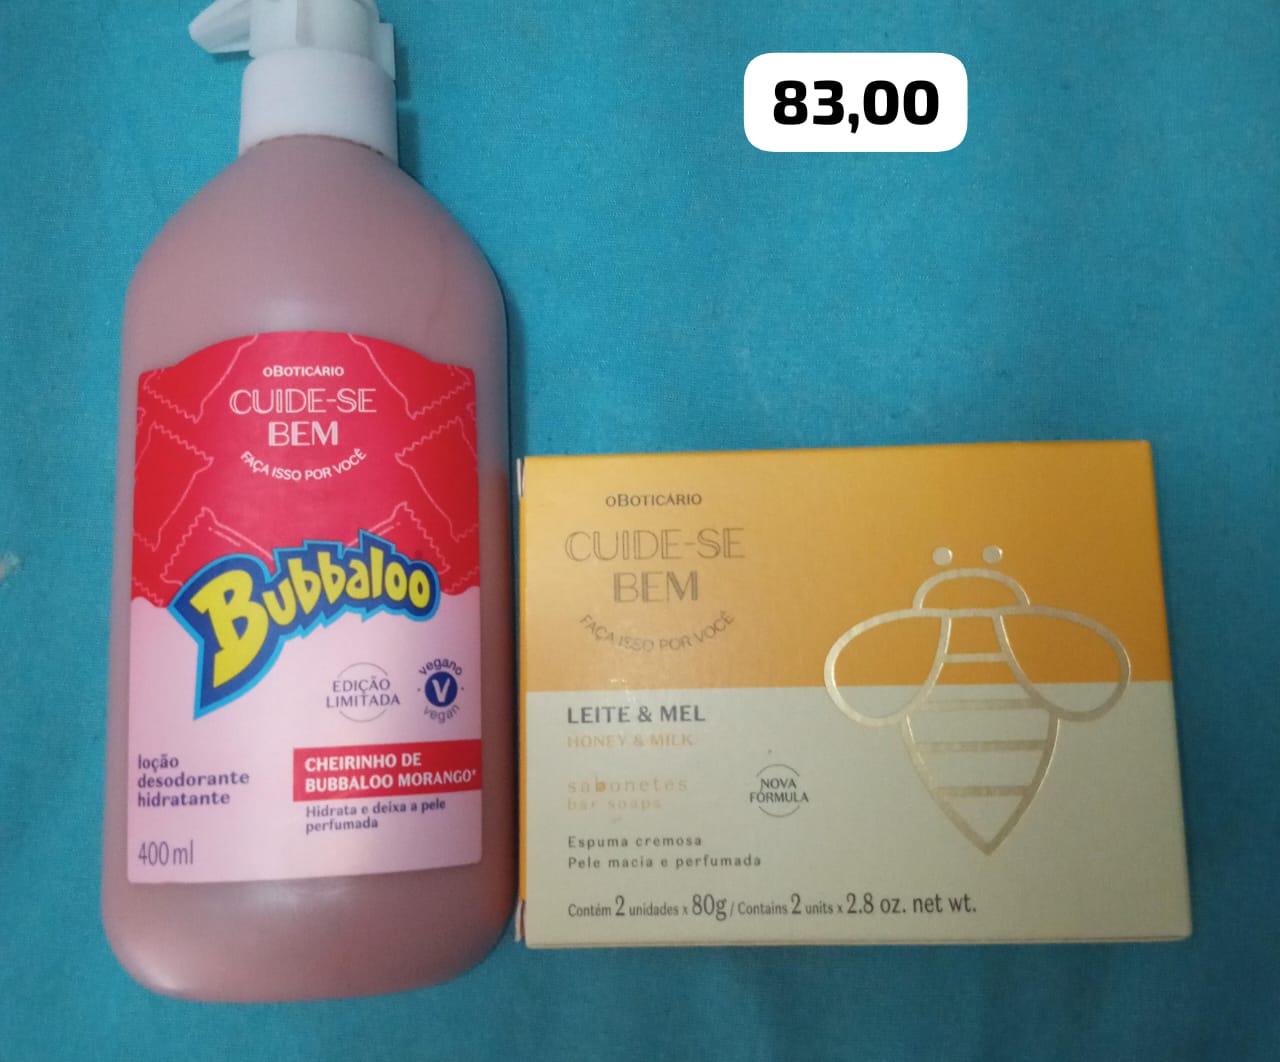 83,00
oBOTICÁRIO
CUIDE-SE
BEM
FAÇA ISSO POR VOCÊ
Bubbaloo
EDIÇÃO
LIMITADA
vegano
V
vegan
loção
desodorante
hidratante
CHEIRINHO DE
BUBBALOO MORANGO*
Hidrata e deixa a pele
perfumada
400 ml
oBOTICÁRIO
CUIDE-SE
BEM
FAÇA ISSO POR VOCÊ
LEITE & MEL
HONEY & MILK
sabonetes
bar soaps
NOVA
FÓRMULA
Espuma cremosa
Pele macia e perfumada
Contém 2 unidades x 80g / Contains 2 units x 2.8 oz. net wt.